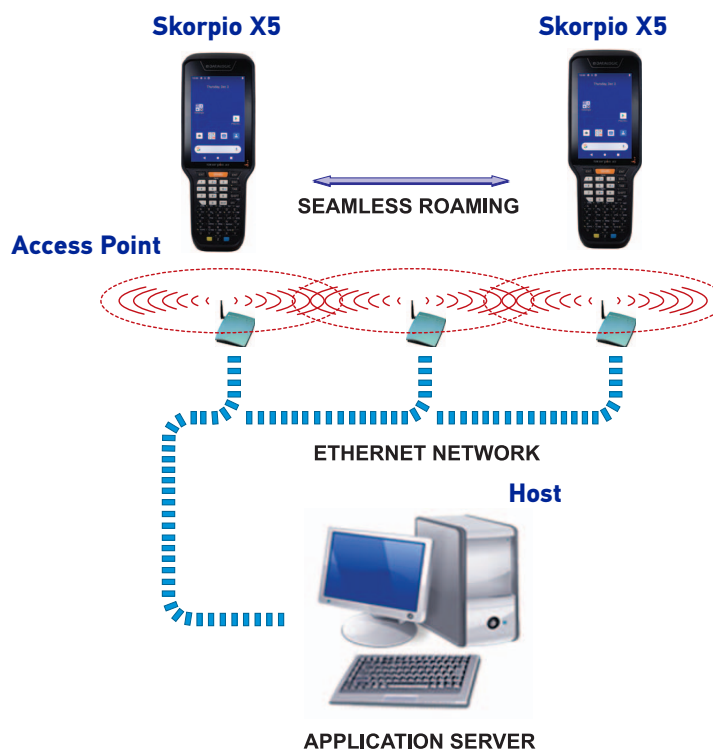 Skorpio X5
Skorpio X5
SEAMLESS ROAMING
Access Point
ETHERNET NETWORK
Host
APPLICATION SERVER